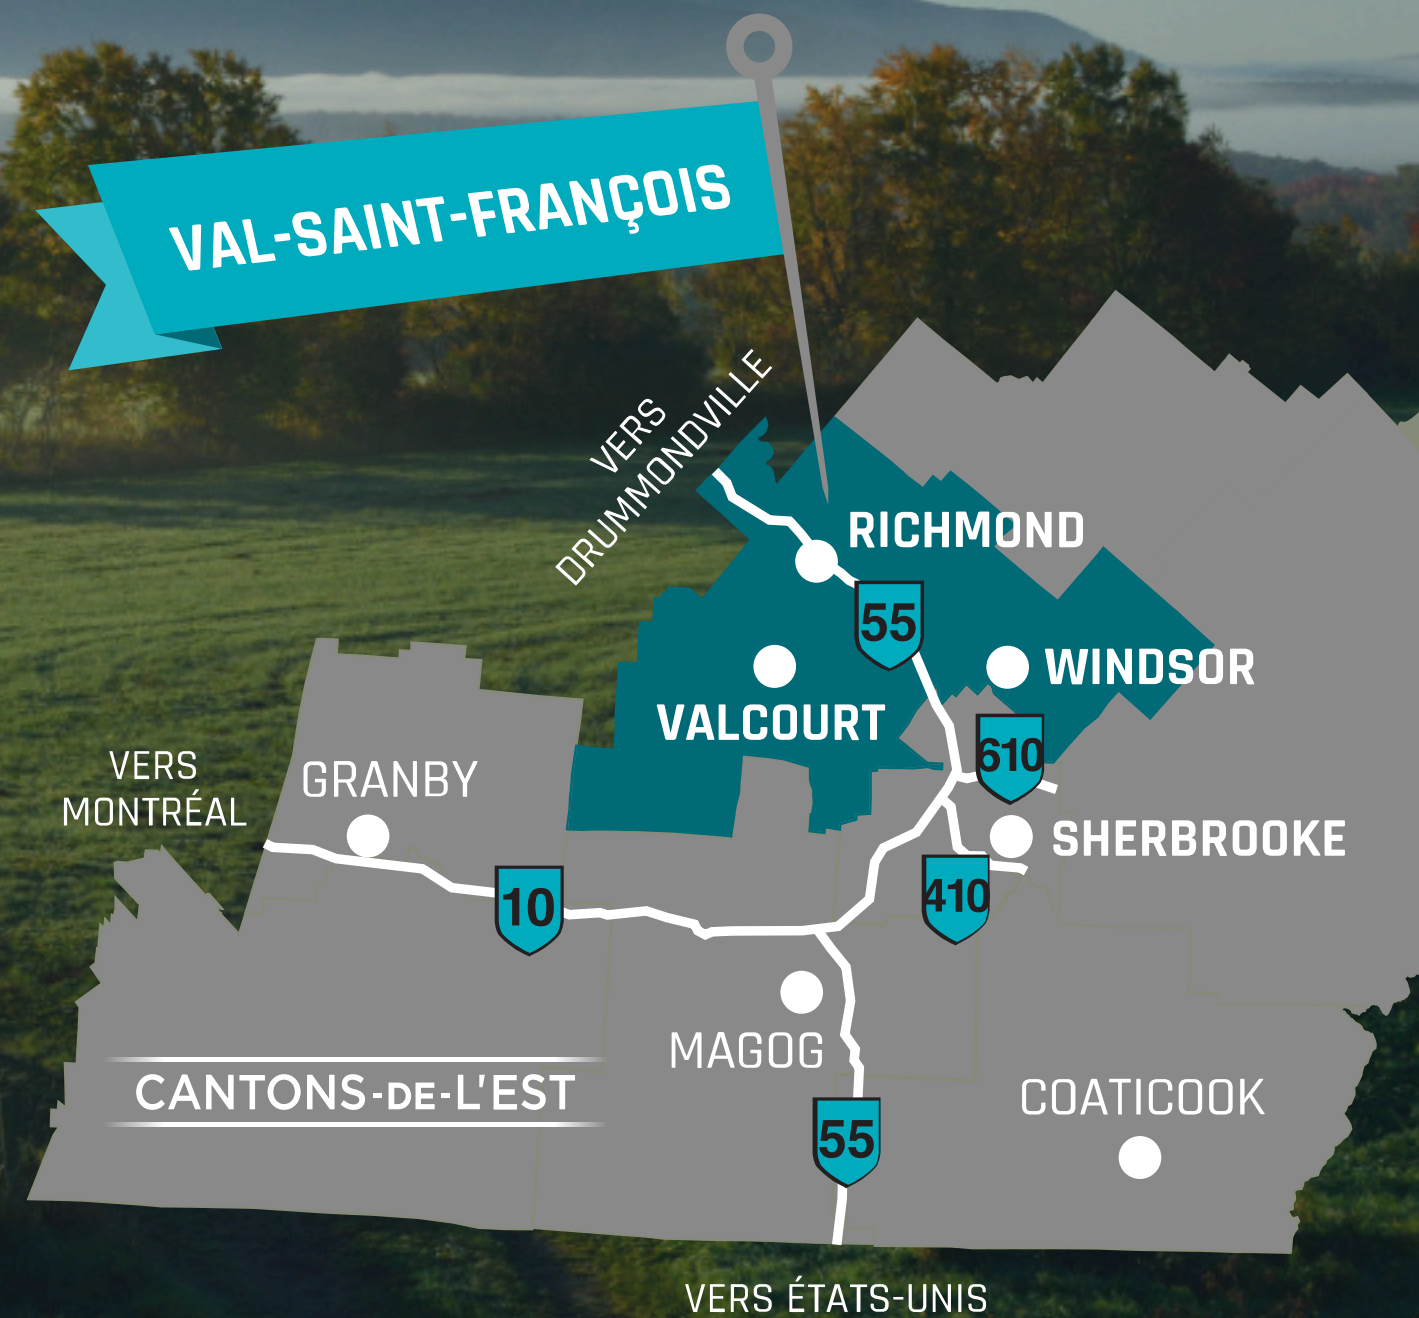 VAL-SAINT-FRANÇOIS
VERS
DRUMMONDVILLE
RICHMOND
55
WINDSOR
VALCOURT
610
VERS
MONTRÉAL
GRANBY
SHERBROOKE
410
10
MAGOG
CANTONS-DE-L'EST
COATICOOK
55
VERS ÉTATS-UNIS